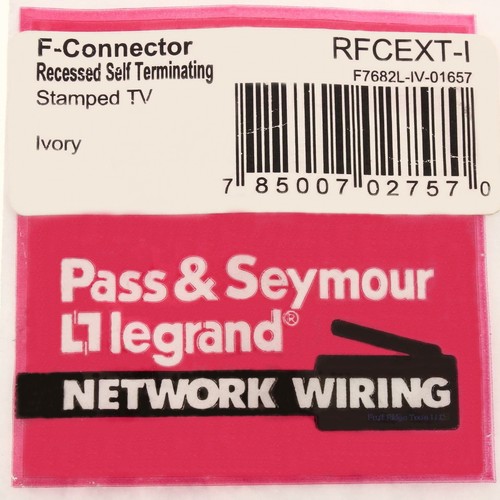 F-Connector
Recessed Self Terminating
Stamped TV
Ivory
RFCEXT-I
F7682L-IV-01657
7 85007 02757 0
Pass & Seymour
legrand®
NETWORK WIRING